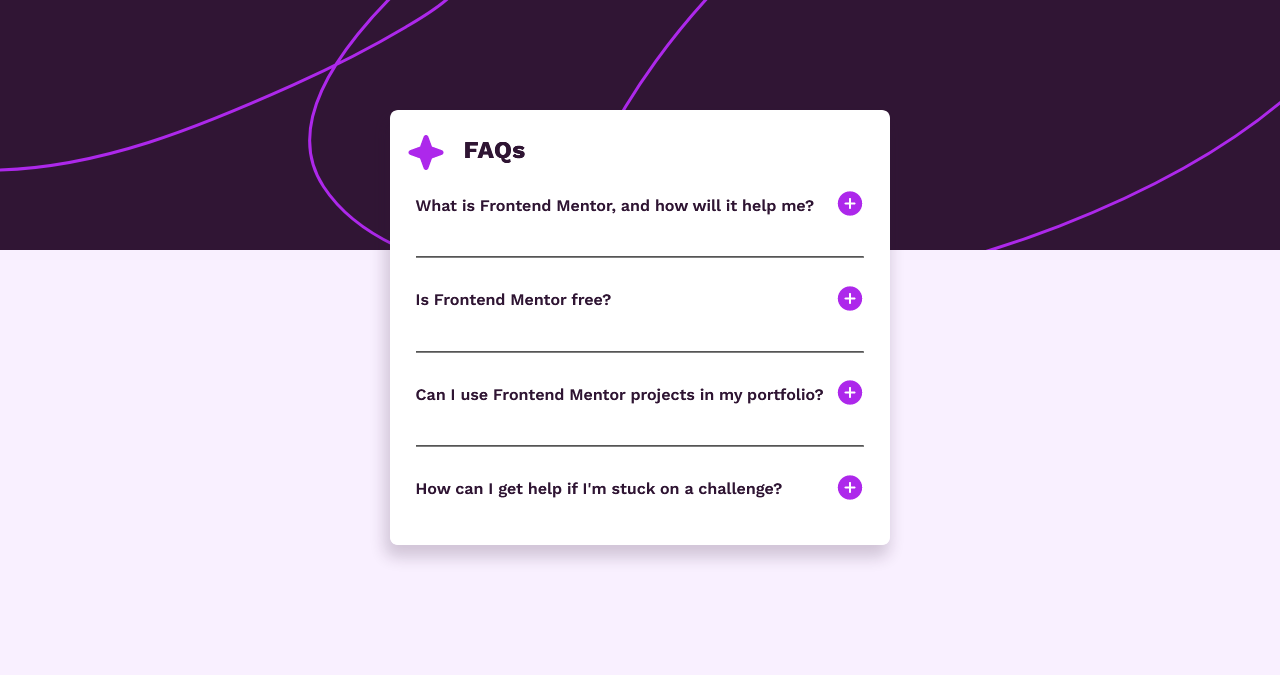 FAQs
What is Frontend Mentor, and how will it help me?
Is Frontend Mentor free?
Can I use Frontend Mentor projects in my portfolio?
How can I get help if I'm stuck on a challenge?